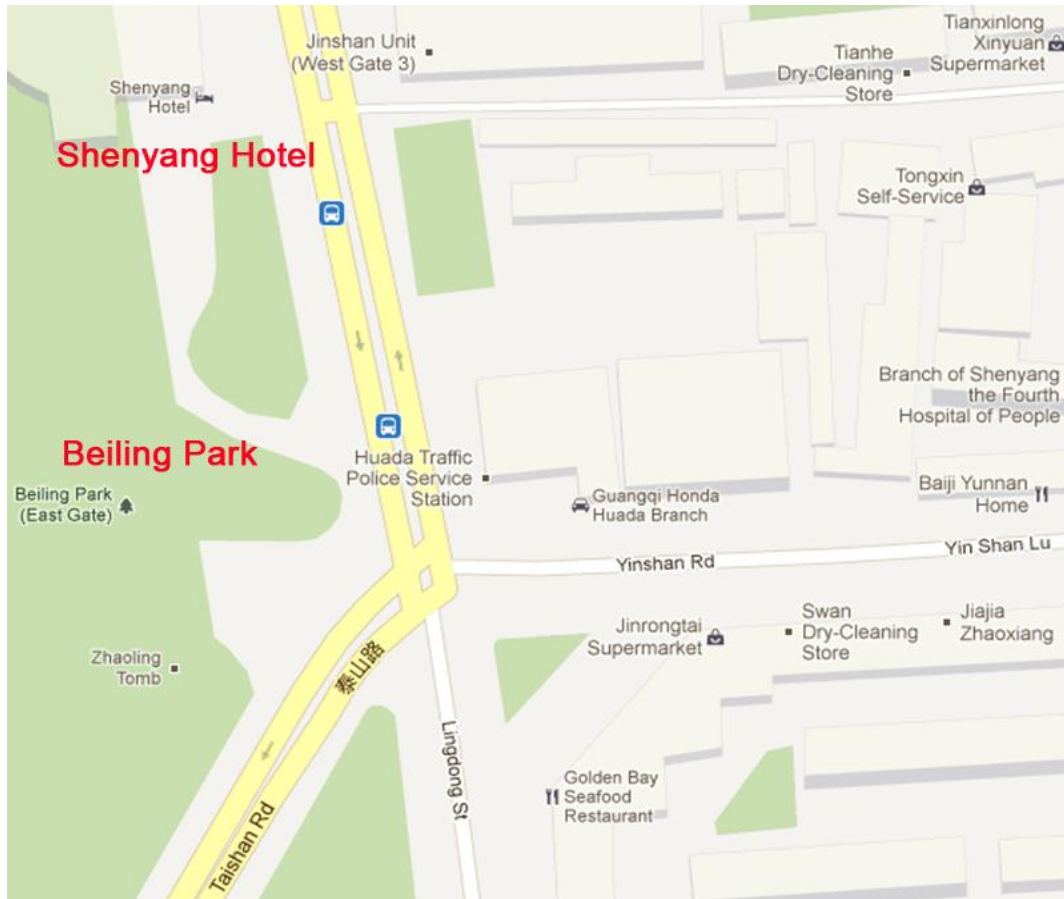 Tianxinlong
Xinyuan
Supermarket
Jinshan Unit
(West Gate 3)
Tianhe
Dry-Cleaning
Store
Shenyang
Hotel
Shenyang Hotel
Tongxin
Self-Service
Branch of Shenyang
the Fourth
Hospital of People
Beiling Park
Huada Traffic
Police Service
Station
Beiling Park
(East Gate)
Guangqi Honda
Huada Branch
Baiji Yunnan
Home
Yinshan Rd
Yin Shan Lu
Jinrongtai
Supermarket
Swan
Dry-Cleaning
Store
Jiajia
Zhaoxiang
Zhaoling
Tomb
泰山路
Lingdong St
Golden Bay
Seafood
Restaurant
Taishan Rd